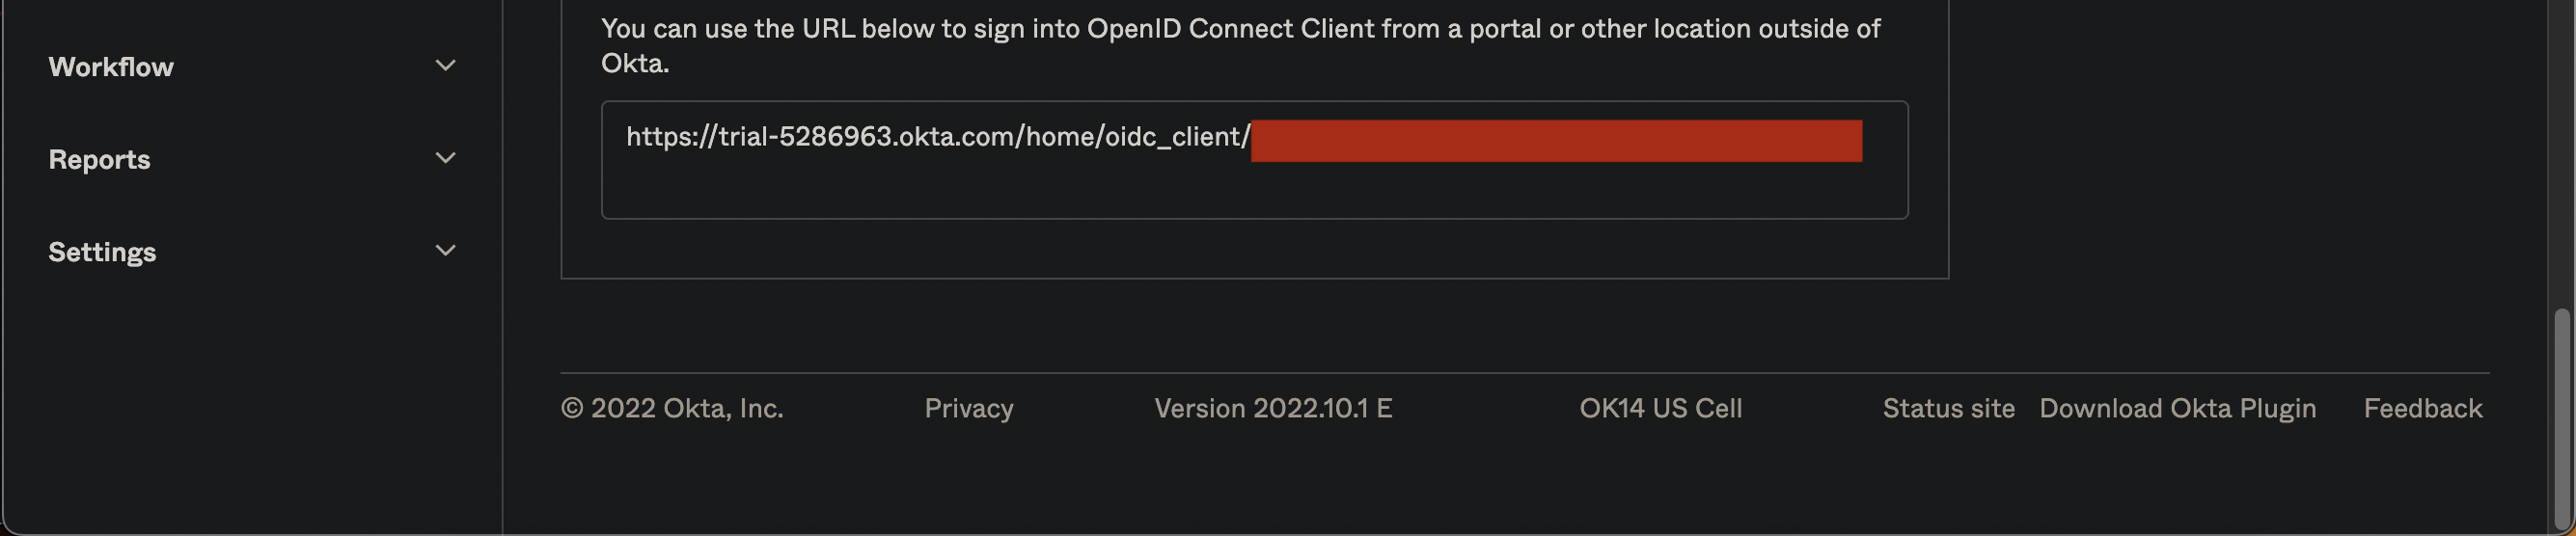 Workflow
Reports
Settings
You can use the URL below to sign into OpenID Connect Client from a portal or other location outside of
Okta.
https://trial-5286963.okta.com/home/oidc_client/
© 2022 Okta, Inc. Privacy Version 2022.10.1 E OK14 US Cell Status site Download Okta Plugin Feedback